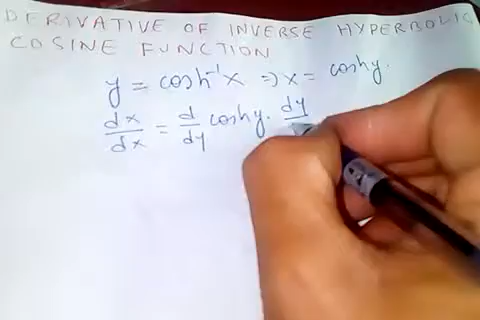 DERIVATIVE OF INVERSE HYPERBOLIC
COSINE FUNCTION
y = cosh⁻¹x ⇒ x = coshy.
dx/dx = d/dy coshy. dy